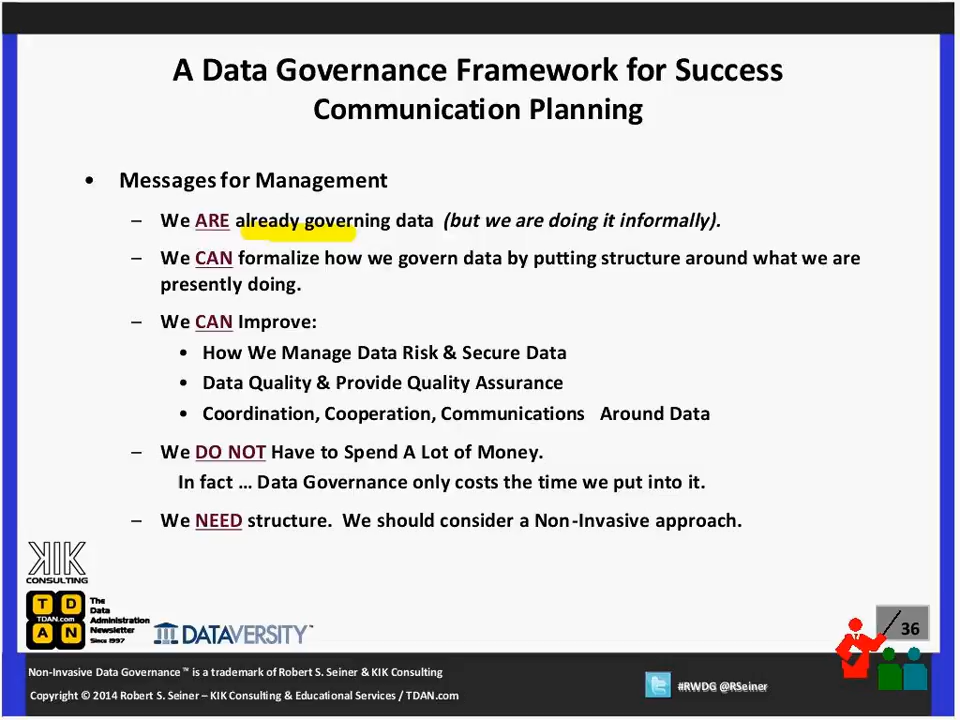 A Data Governance Framework for Success
Communication Planning
• Messages for Management
– We ARE already governing data (but we are doing it informally).
– We CAN formalize how we govern data by putting structure around what we are
presently doing.
– We CAN Improve:
• How We Manage Data Risk & Secure Data
• Data Quality & Provide Quality Assurance
• Coordination, Cooperation, Communications Around Data
– We DO NOT Have to Spend A Lot of Money.
In fact … Data Governance only costs the time we put into it.
– We NEED structure. We should consider a Non-Invasive approach.
KIK
CONSULTING
T D
TDAN.com
A N
The
Data
Administration
Newsletter
Since 1997
DATAVERSITY™
36
Non-Invasive Data Governance™ is a trademark of Robert S. Seiner & KIK Consulting
Copyright © 2014 Robert S. Seiner – KIK Consulting & Educational Services / TDAN.com
#RWDG @RSeiner